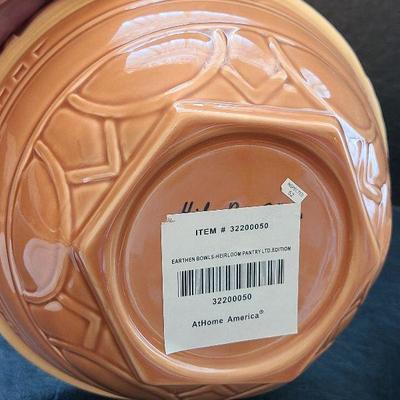 ITEM # 32200050
EARTHEN BOWLS-HEIRLOOM PANTRY LTD.EDITION
32200050
AtHome America®